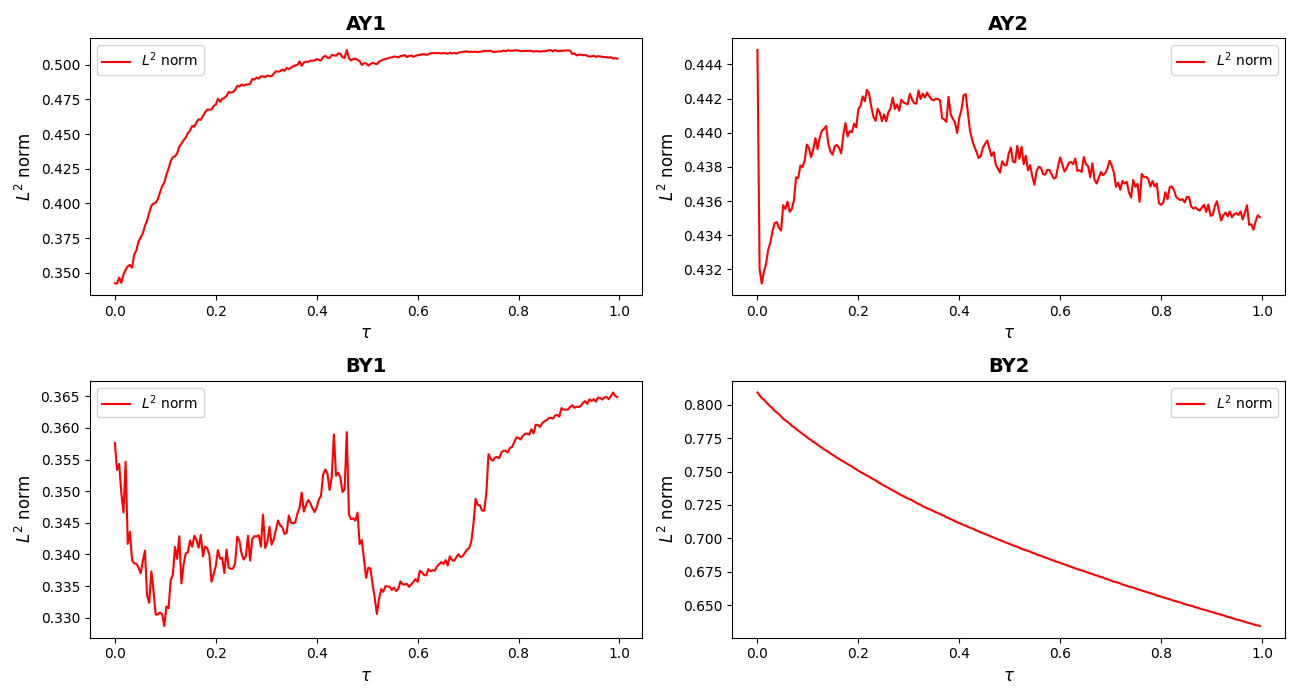 AY1
L² norm
0.500
0.475
0.450
0.425
0.400
0.375
0.350
L² norm
0.0 0.2 0.4 0.6 0.8 1.0
τ
AY2
L² norm
0.444
0.442
0.440
0.438
0.436
0.434
0.432
L² norm
0.0 0.2 0.4 0.6 0.8 1.0
τ
BY1
L² norm
0.365
0.360
0.355
0.350
0.345
0.340
0.335
0.330
L² norm
0.0 0.2 0.4 0.6 0.8 1.0
τ
BY2
L² norm
0.800
0.775
0.750
0.725
0.700
0.675
0.650
L² norm
0.0 0.2 0.4 0.6 0.8 1.0
τ